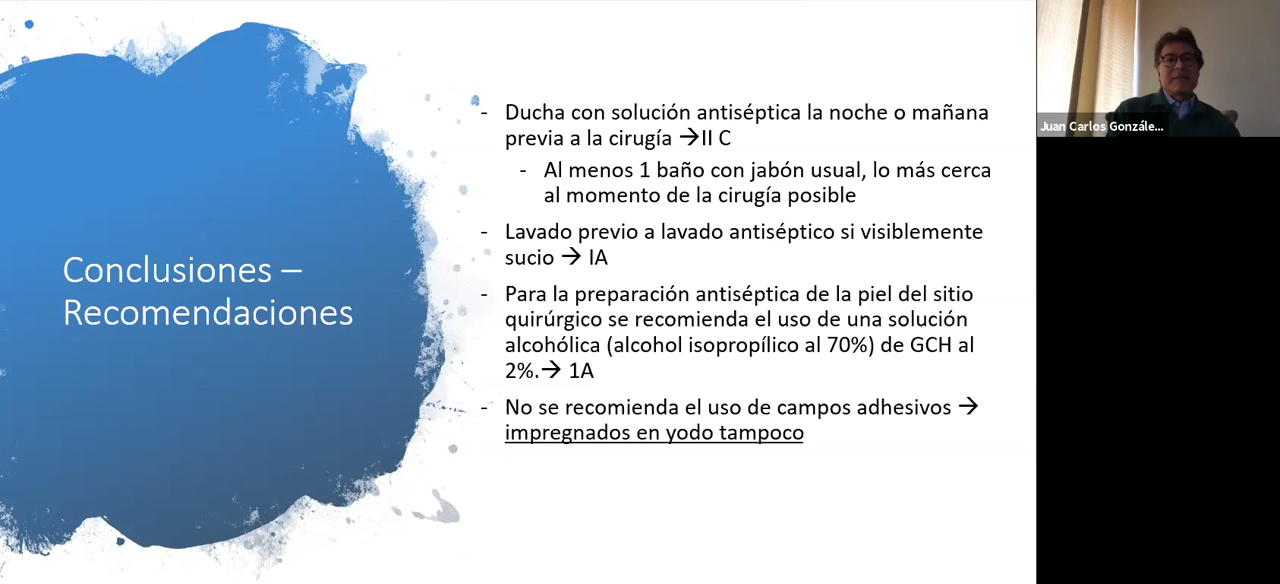 Conclusiones –
Recomendaciones
- Ducha con solución antiséptica la noche o mañana
previa a la cirugía →II C
- Al menos 1 baño con jabón usual, lo más cerca
al momento de la cirugía posible
- Lavado previo a lavado antiséptico si visiblemente
sucio → IA
- Para la preparación antiséptica de la piel del sitio
quirúrgico se recomienda el uso de una solución
alcohólica (alcohol isopropílico al 70%) de GCH al
2%.→ 1A
- No se recomienda el uso de campos adhesivos →
impregnados en yodo tampoco
Juan Carlos Gonzále...